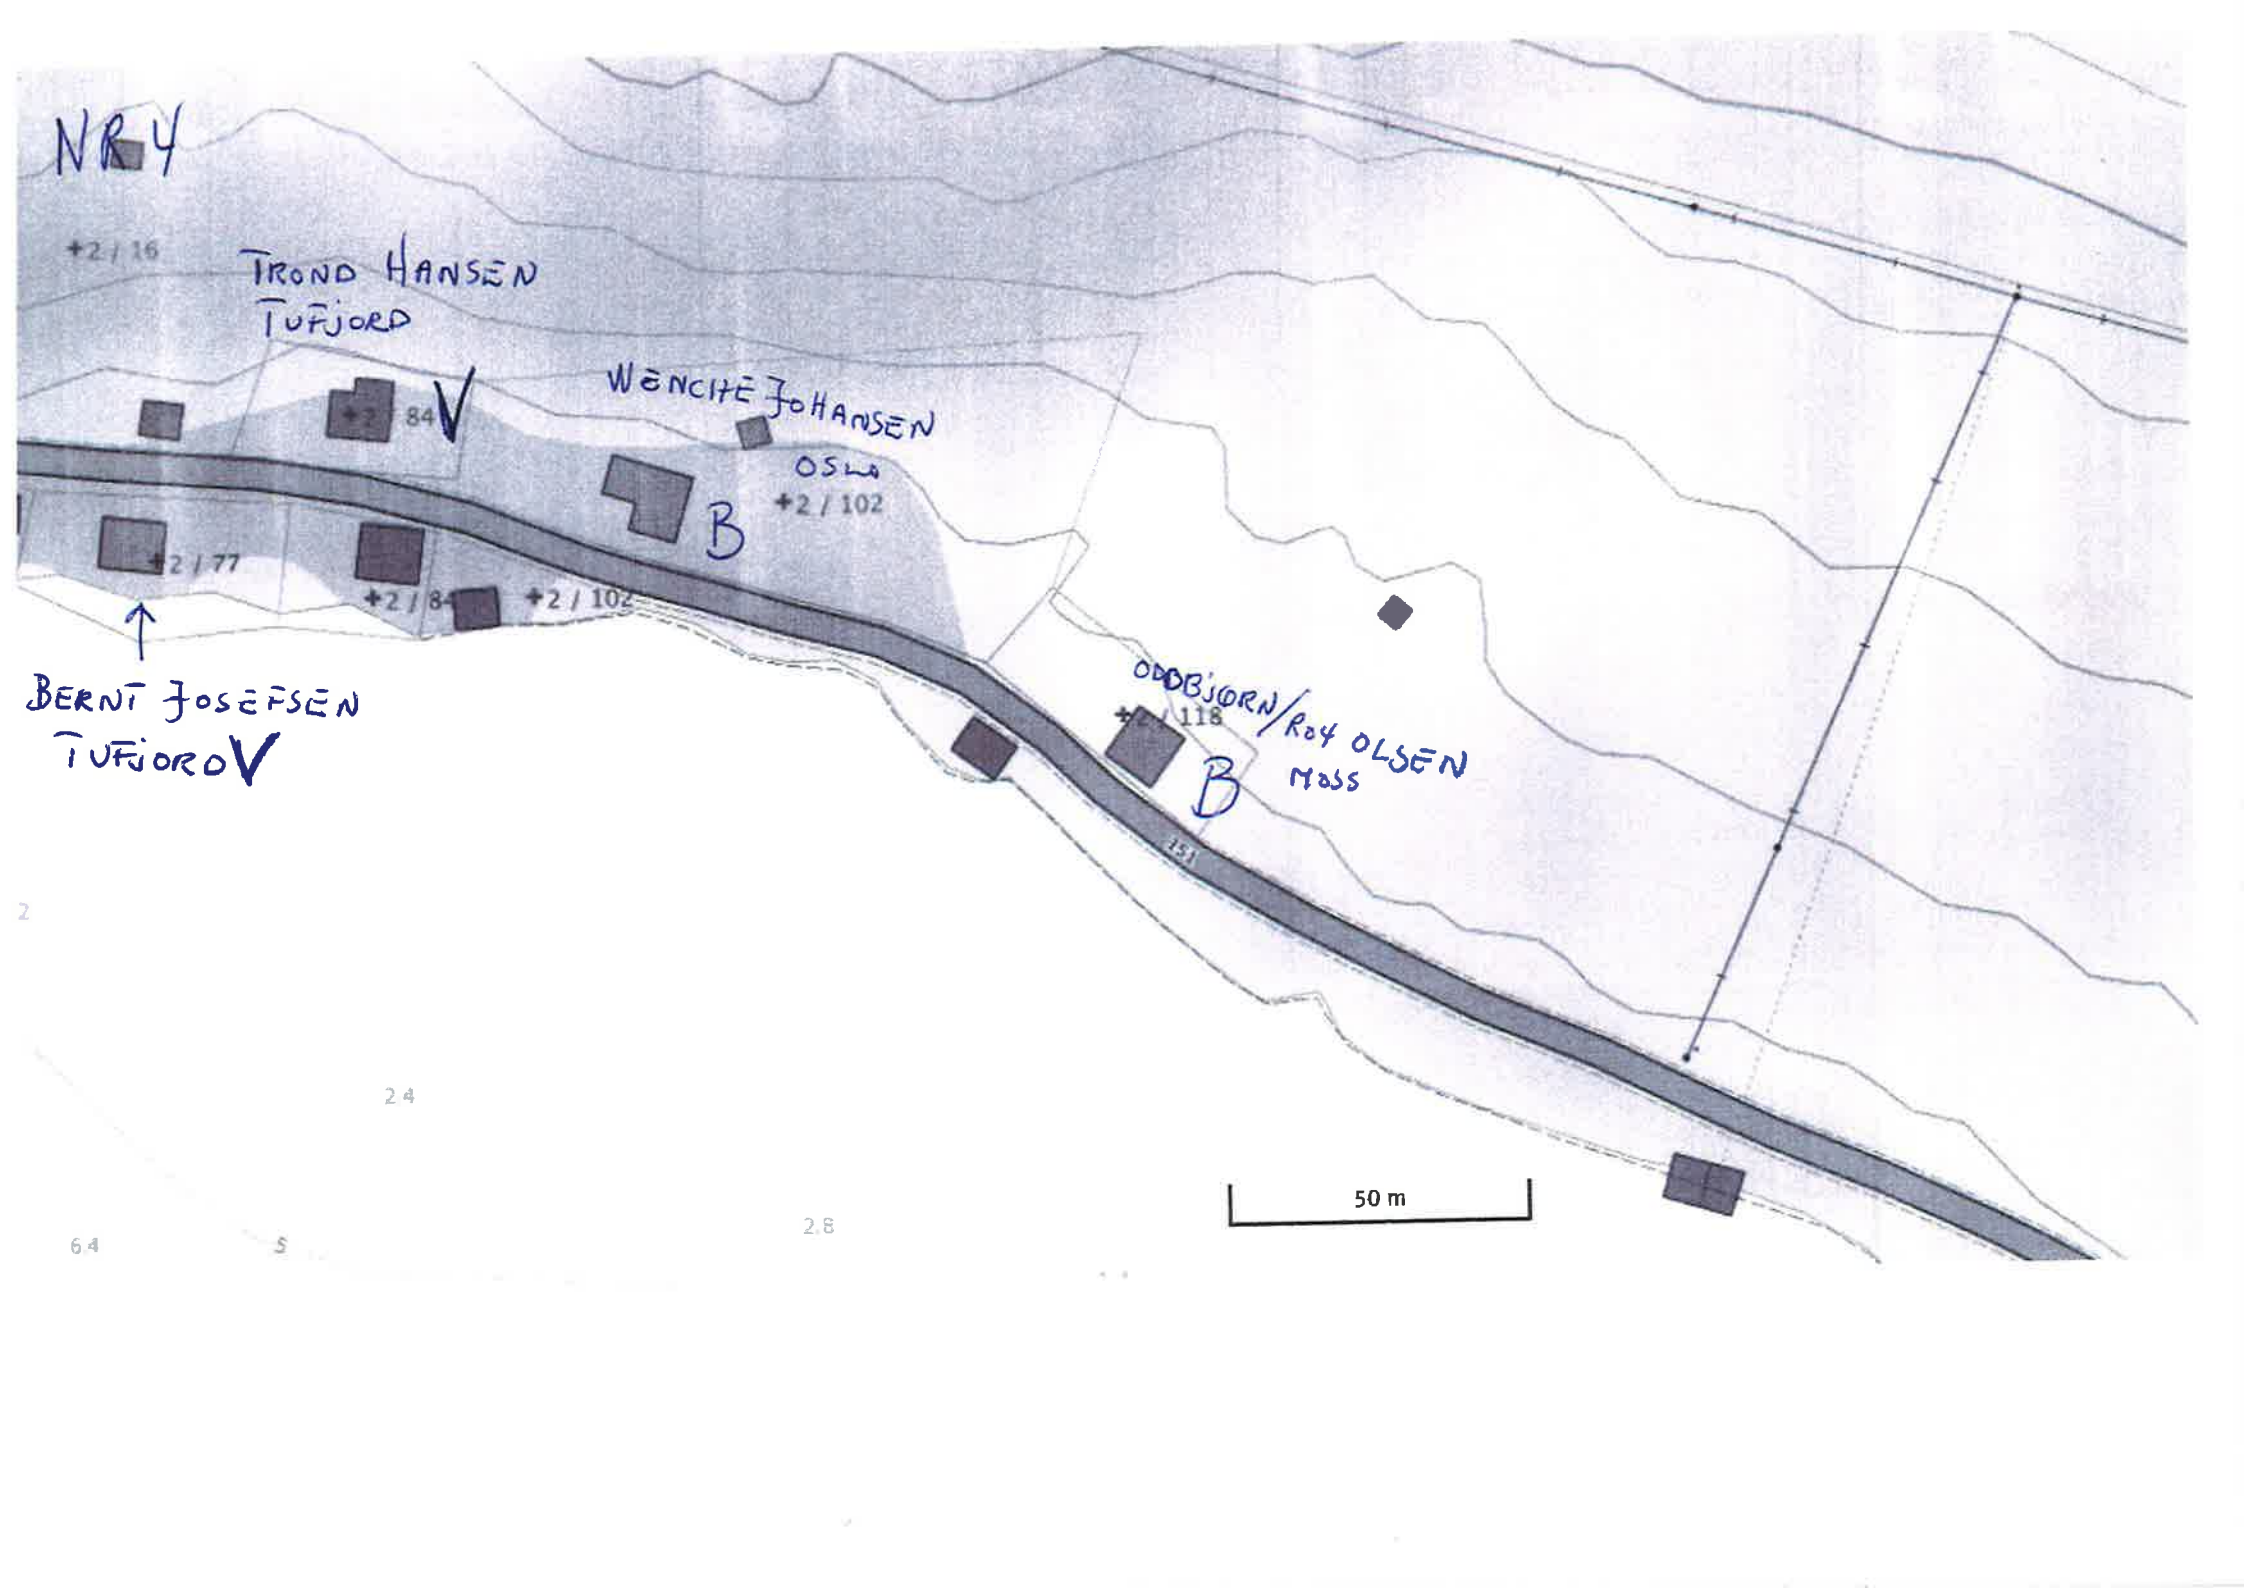 NR 4
+2 / 16
TROND HANSEN
TUFJORD
WENCHE JOHANSEN
OSLO
+2 / 102
84 V
B
2 / 77
+2 / 84
+2 / 102
BERNT JOSEFSEN
TUFJORD V
ODDBJØRN/ROY OLSEN
MOSS
+2 / 118
B
151
2
2 4
2.8
6 4
5
50 m